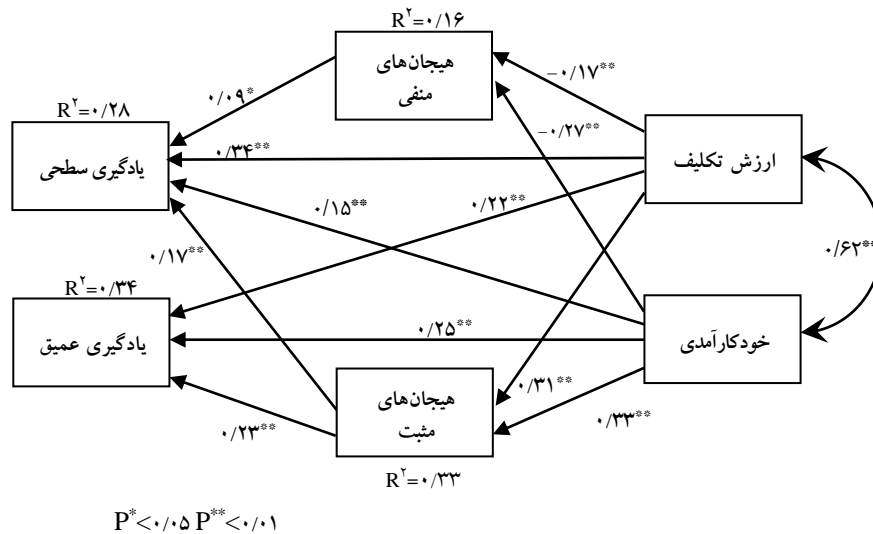 R۲=۰/۱۶
هیجان‌های
منفی
-۰/۱۷**
۰/۰۹*
R۲=۰/۲۸
-۰/۲۷**
ارزش تکلیف
یادگیری سطحی
۰/۳۴**
۰/۲۲**
۰/۱۵**
۰/۶۲**
۰/۱۷**
R۲=۰/۳۴
خودکارآمدی
یادگیری عمیق
۰/۲۵**
هیجان‌های
مثبت
۰/۳۱**
۰/۳۳**
۰/۲۳**
R۲=۰/۳۳
P*<۰/۰۵ P**<۰/۰۱